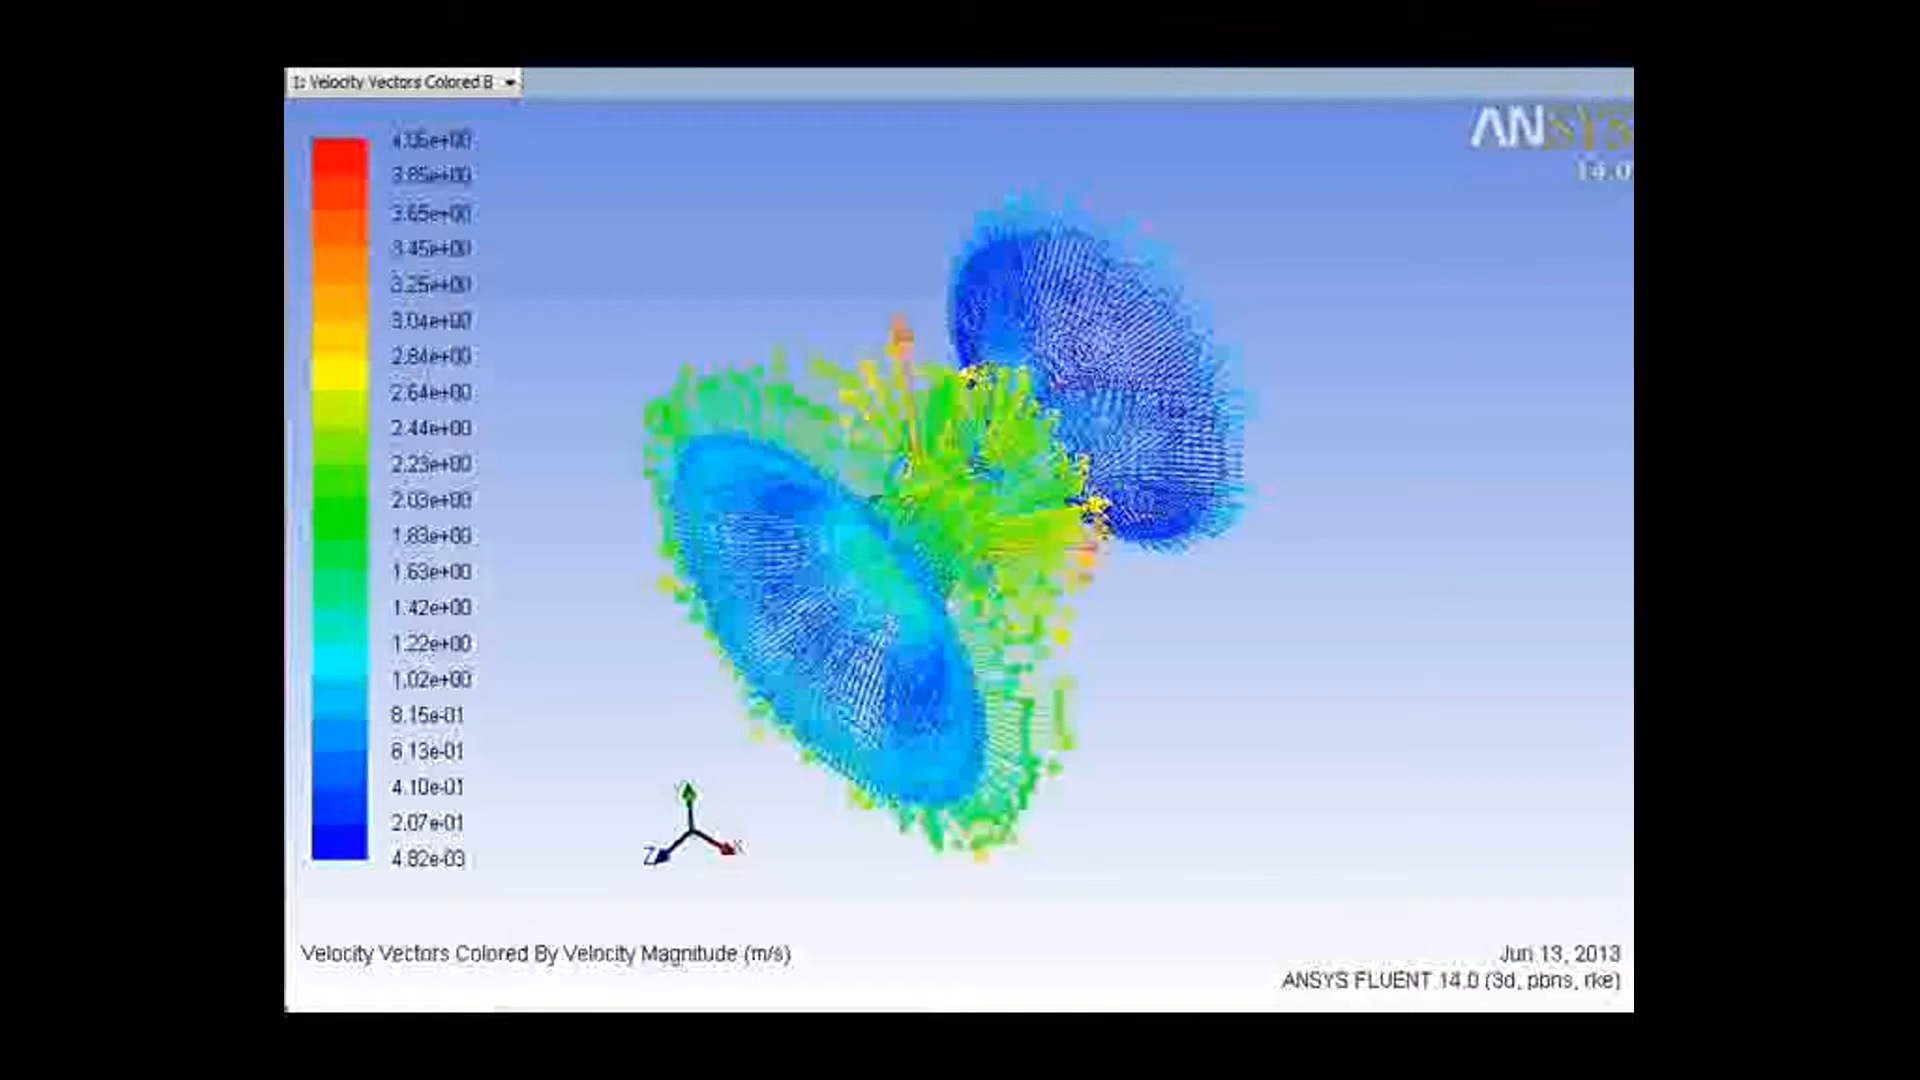 1: Velocity Vectors Colored B
ANSYS
14.0
4.05e+00
3.85e+00
3.65e+00
3.45e+00
3.25e+00
3.04e+00
2.84e+00
2.64e+00
2.44e+00
2.23e+00
2.03e+00
1.83e+00
1.63e+00
1.42e+00
1.22e+00
1.02e+00
8.15e-01
6.13e-01
4.10e-01
2.07e-01
4.82e-03
Y
Z
X
Velocity Vectors Colored By Velocity Magnitude (m/s)
Jun 13, 2013
ANSYS FLUENT 14.0 (3d, pbns, rke)